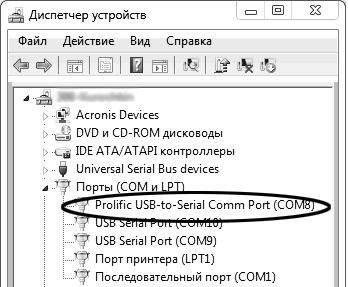 Диспетчер устройств
Файл Действие Вид Справка
Acronis Devices
DVD и CD-ROM дисководы
IDE ATA/ATAPI контроллеры
Universal Serial Bus devices
Порты (COM и LPT)
Prolific USB-to-Serial Comm Port (COM8)
USB Serial Port (COM10)
USB Serial Port (COM9)
Порт принтера (LPT1)
Последовательный порт (COM1)